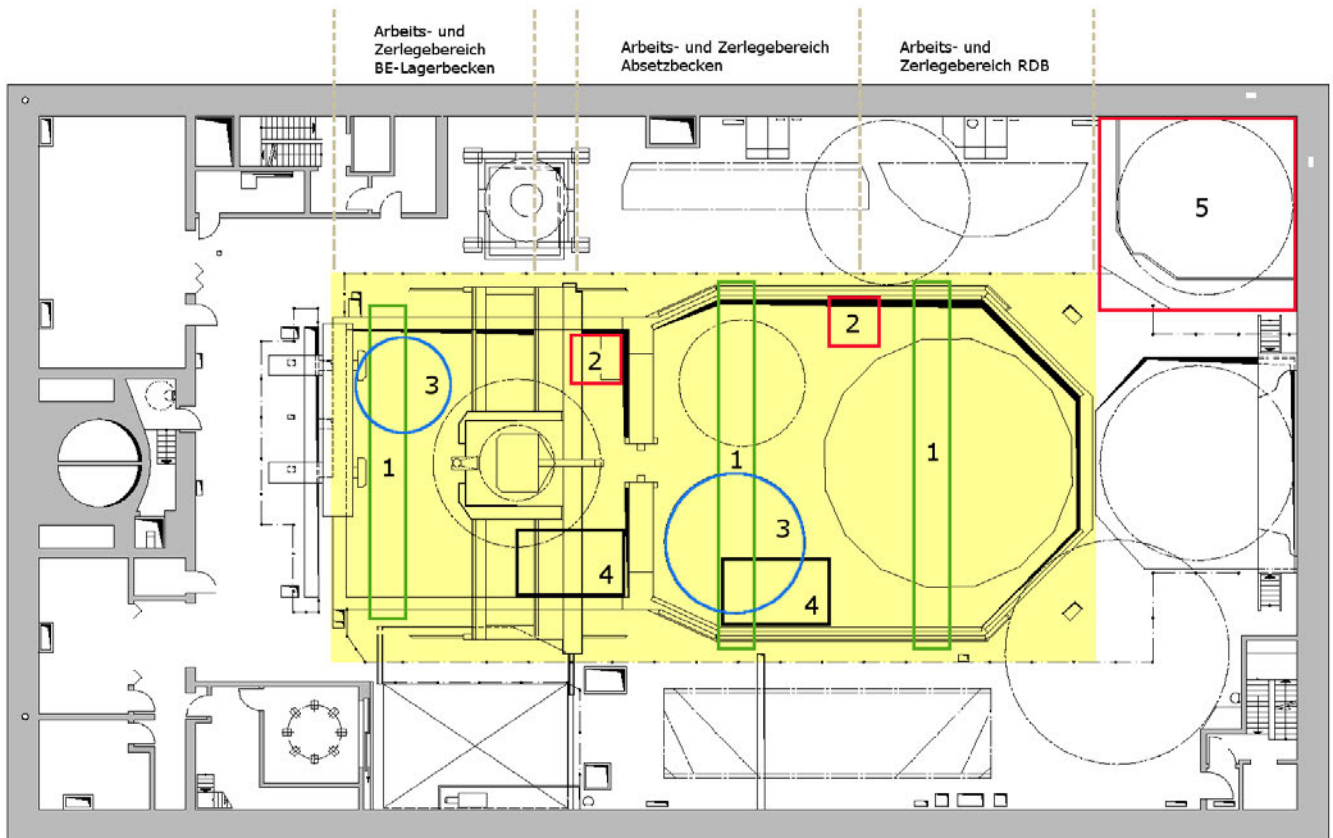 Arbeits- und
Zerlegebereich
BE-Lagerbecken
Arbeits- und Zerlegebereich
Absetzbecken
Arbeits- und
Zerlegebereich RDB
5
2
2
3
1
1
1
3
4
4